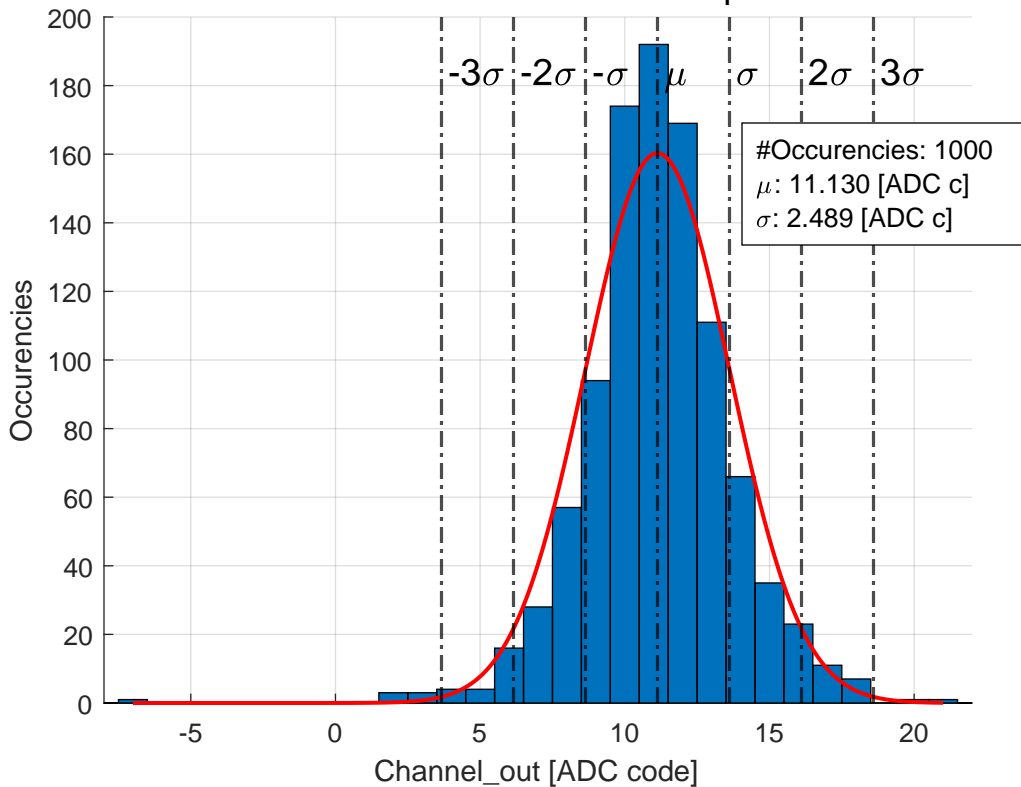 200
180
160
140
120
100
80
60
40
20
0
Occurencies
-3σ -2σ -σ μ σ 2σ 3σ
#Occurencies: 1000
μ: 11.130 [ADC c]
σ: 2.489 [ADC c]
-5 0 5 10 15 20
Channel_out [ADC code]